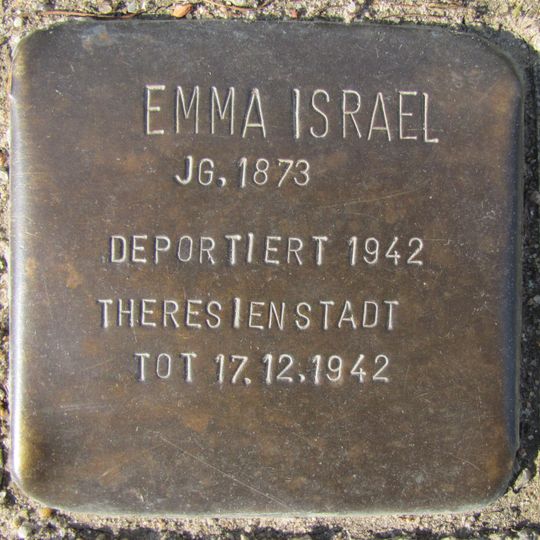 EMMA ISRAEL
JG. 1873
DEPORTIERT 1942
THERESIENSTADT
TOT 17.12.1942